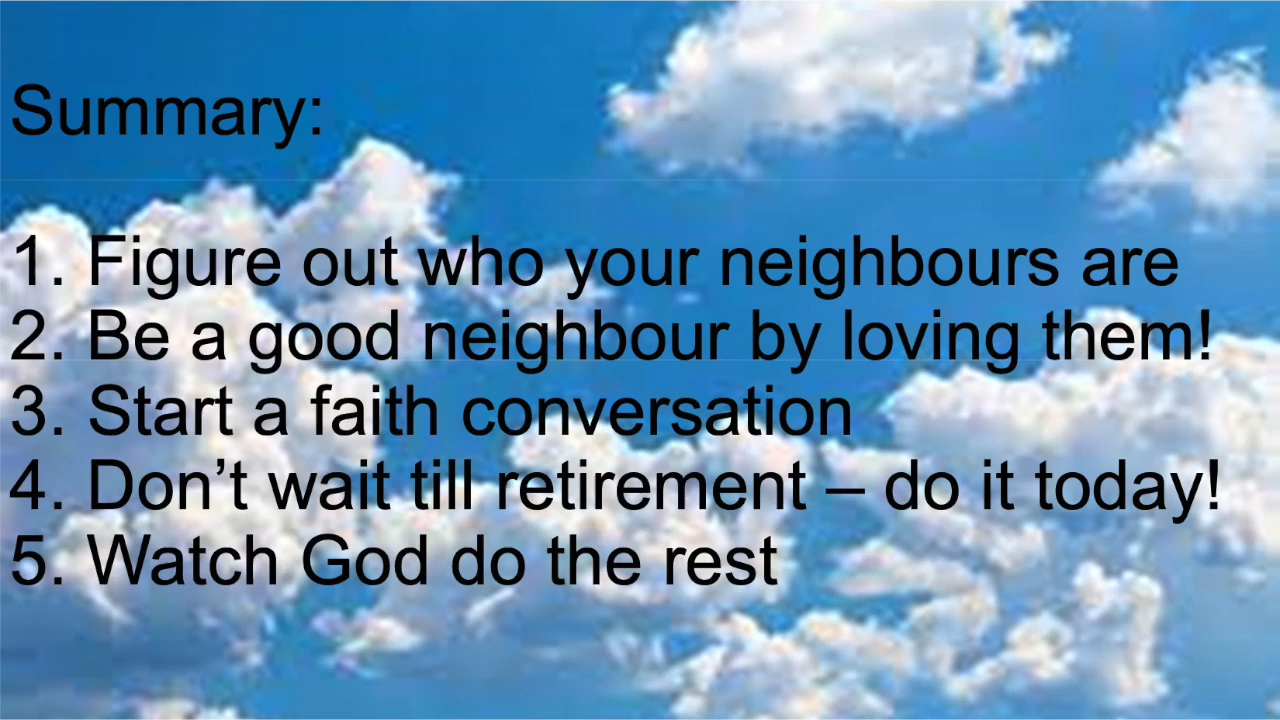 Summary:
1. Figure out who your neighbours are
2. Be a good neighbour by loving them!
3. Start a faith conversation
4. Don’t wait till retirement – do it today!
5. Watch God do the rest